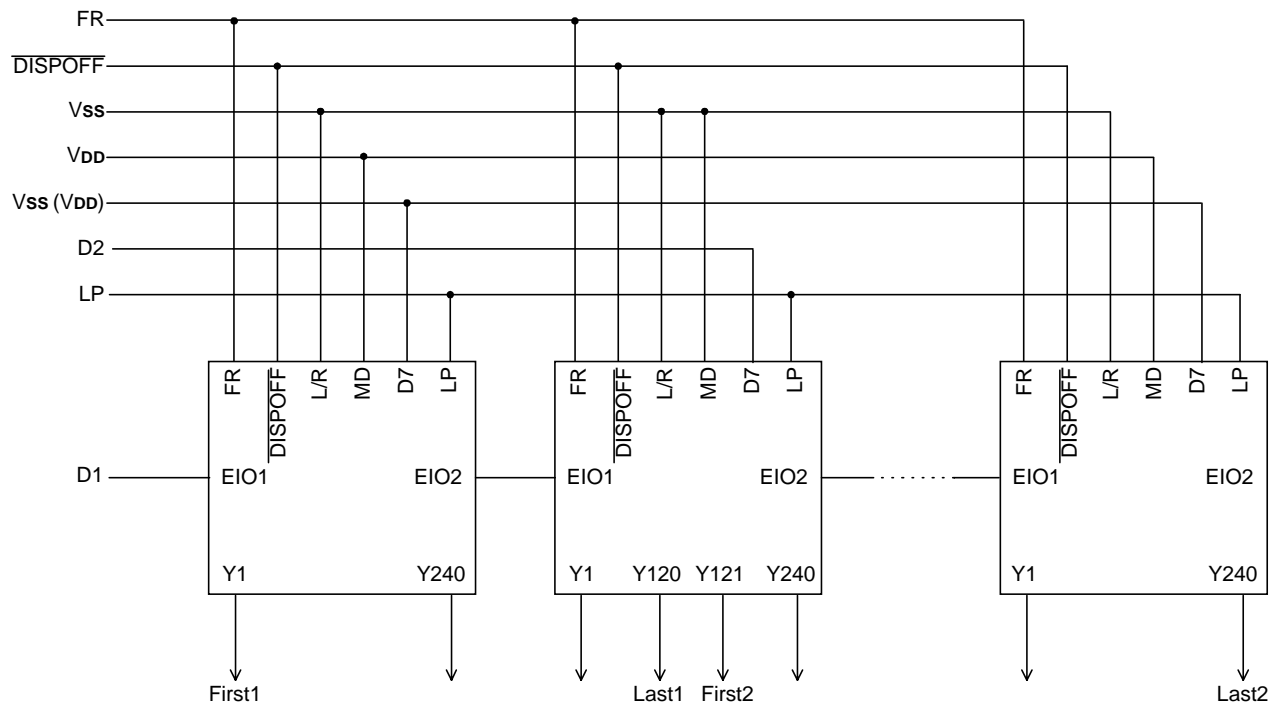 FR
DISPOFF
VSS
VDD
VSS (VDD)
D2
LP
FR
DISPOFF
L/R
MD
D7
LP
FR
DISPOFF
L/R
MD
D7
LP
FR
DISPOFF
L/R
MD
D7
LP
D1
EIO1
EIO2
EIO1
EIO2
EIO1
EIO2
Y1
Y240
Y1
Y120
Y121
Y240
Y1
Y240
First1
Last1
First2
Last2